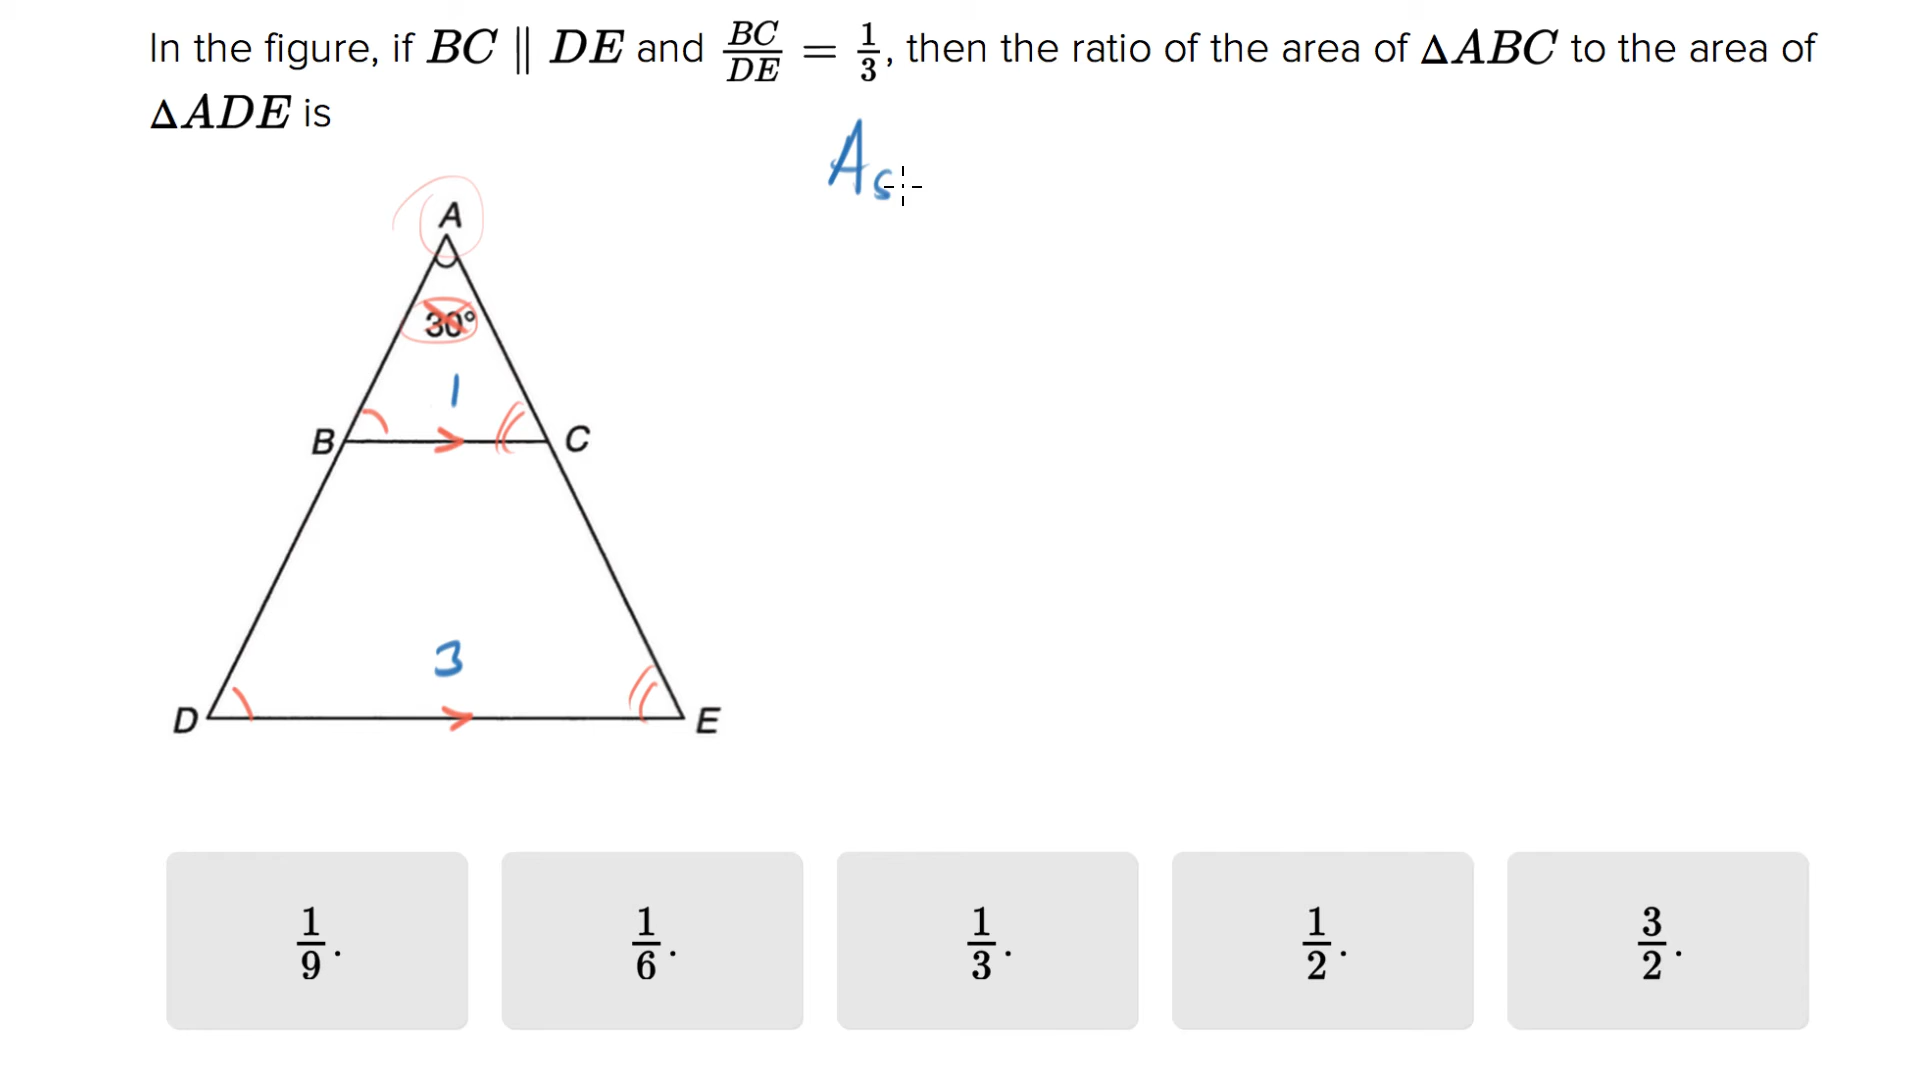 In the figure, if BC || DE and BC/DE = 1/3, then the ratio of the area of ΔABC to the area of
ΔADE is
As
A
30°
1
B
C
3
D
E
1/9.
1/6.
1/3.
1/2.
3/2.